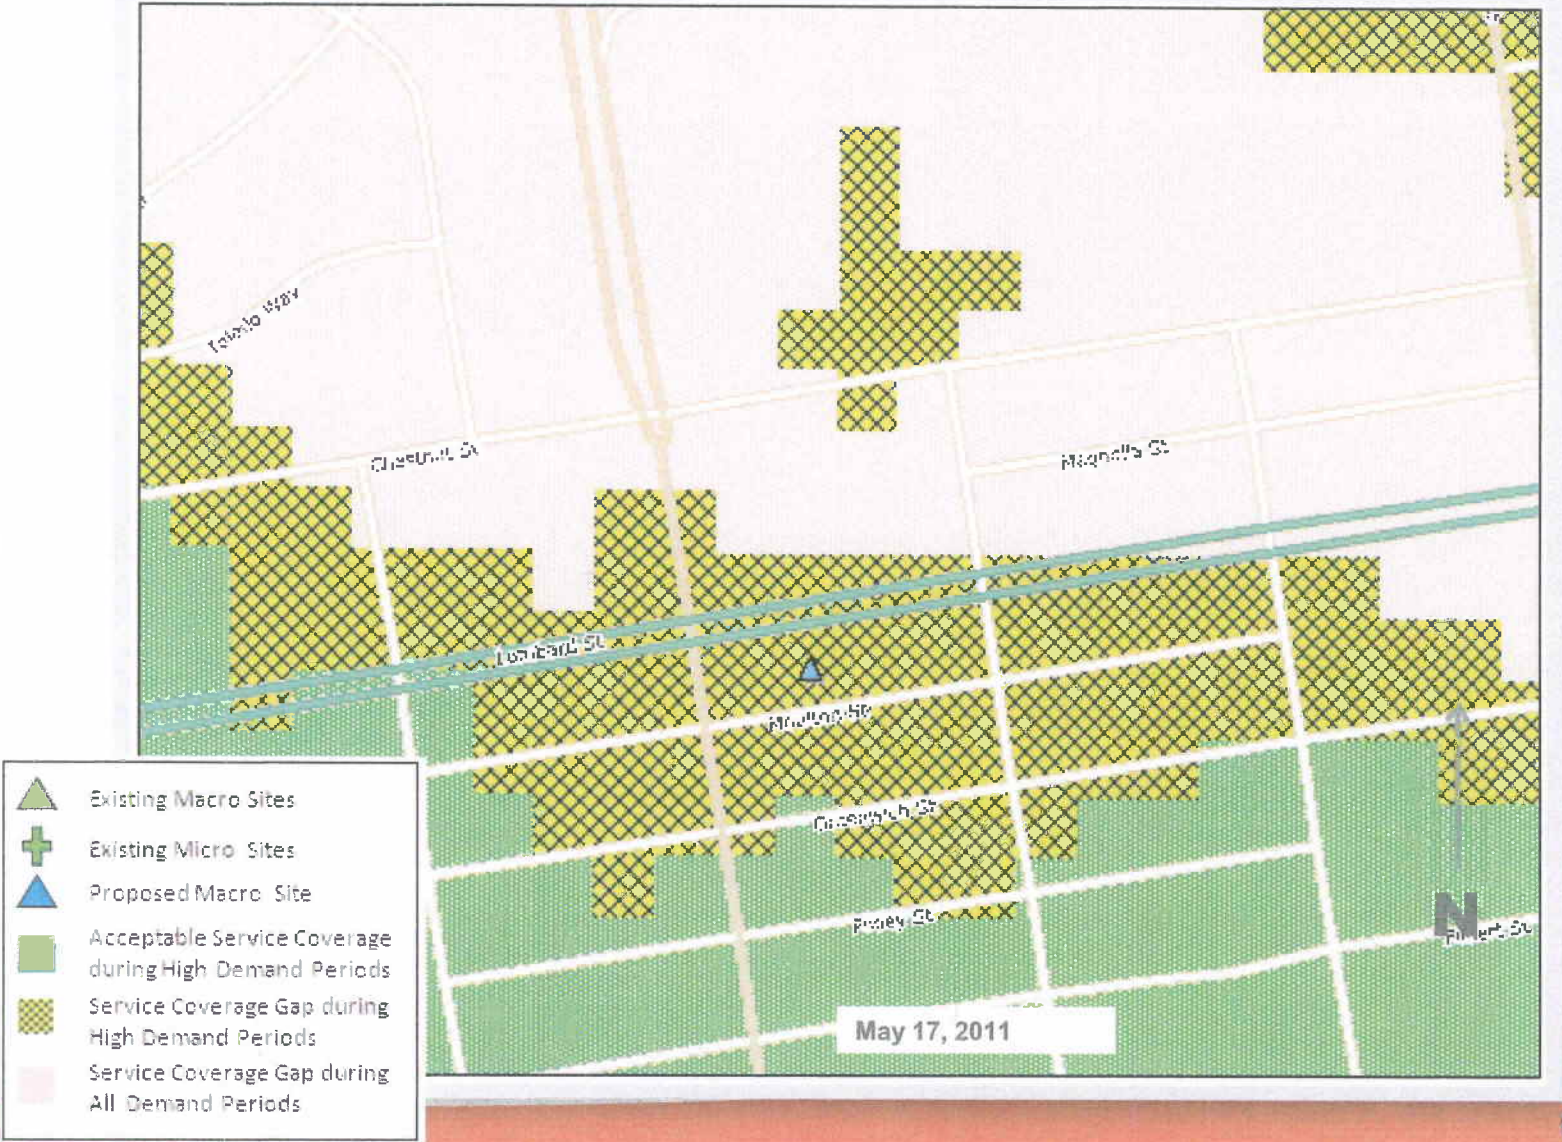 Chestnut St
Magnolia St
Lombard St
Moulton St
Greenwich St
Pixley St
N
Filbert St
May 17, 2011
Existing Macro Sites
Existing Micro Sites
Proposed Macro Site
Acceptable Service Coverage
during High Demand Periods
Service Coverage Gap during
High Demand Periods
Service Coverage Gap during
All Demand Periods